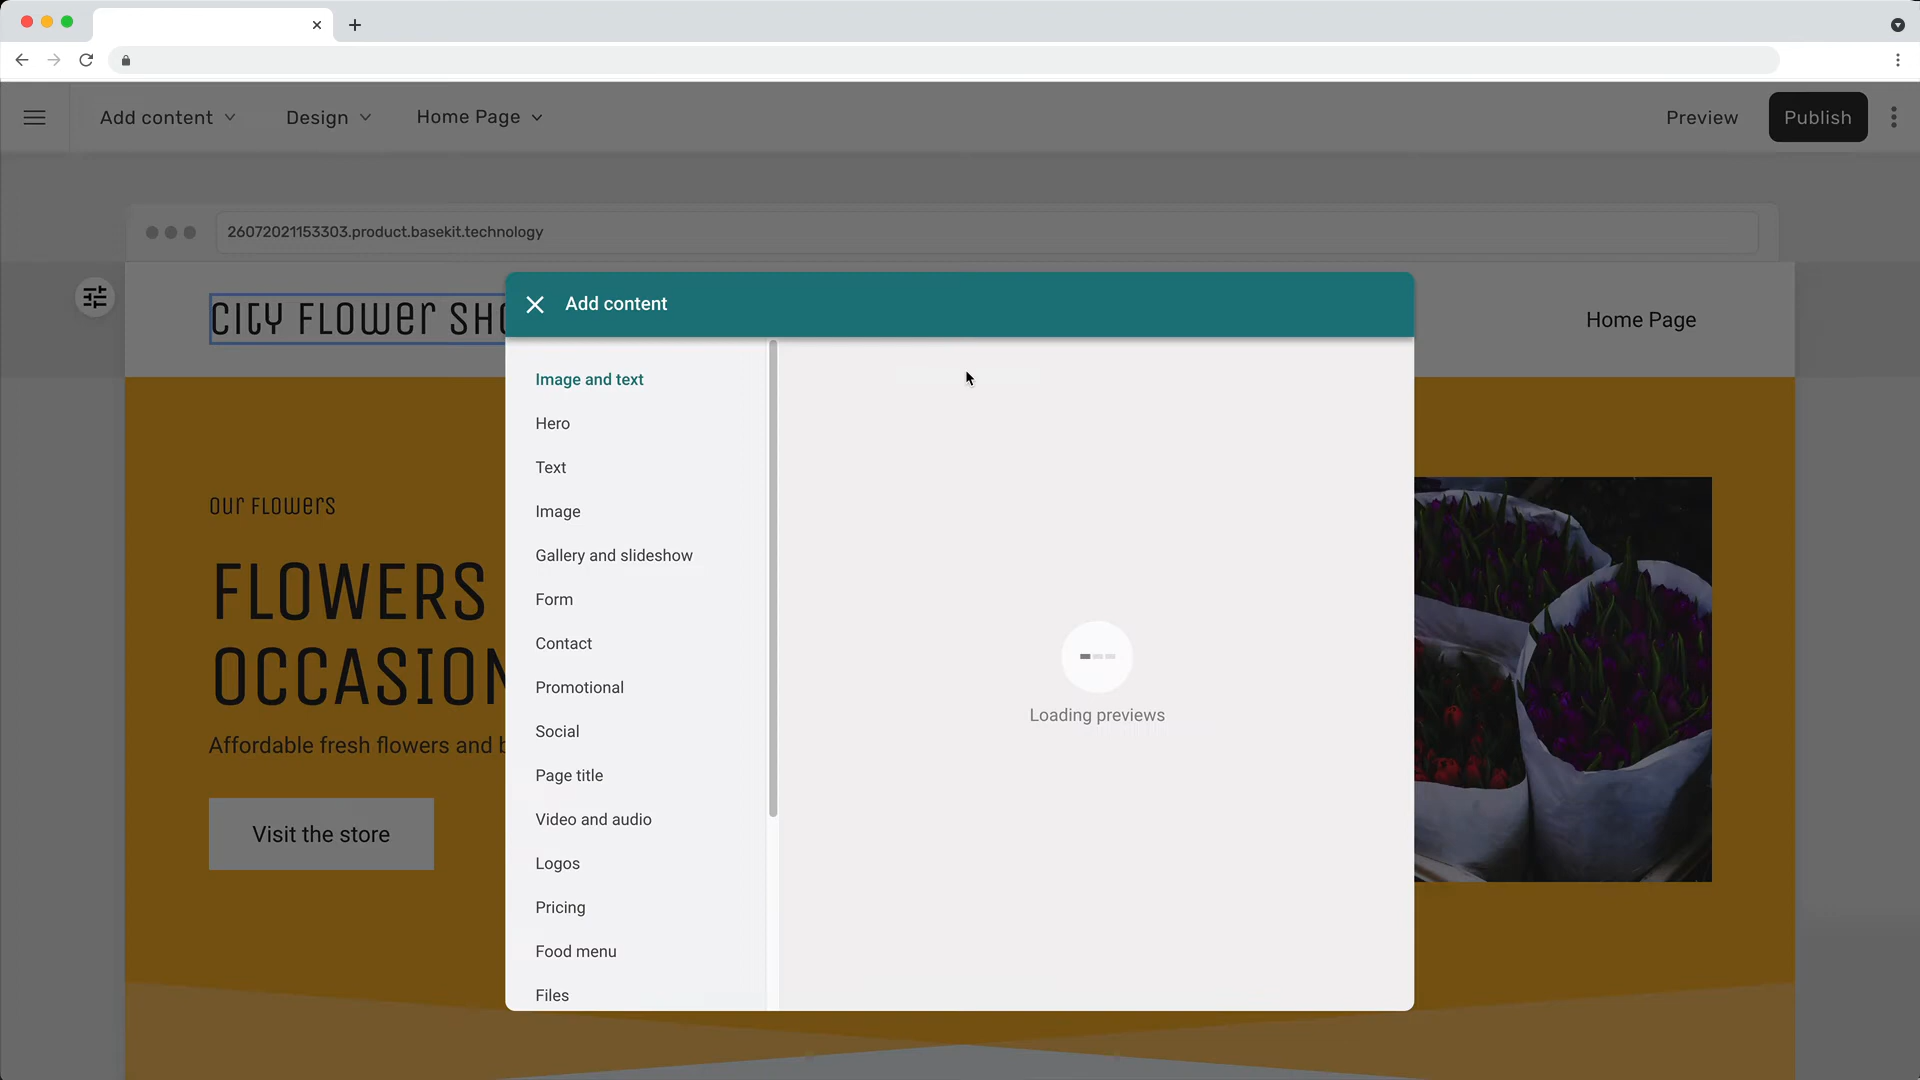 Add content
Design
Home Page
Preview
Publish
26072021153303.product.basekit.technology
CITY FLOWER SHO
Home Page
Add content
Image and text
Hero
Text
Image
Gallery and slideshow
Form
Contact
Promotional
Social
Page title
Video and audio
Logos
Pricing
Food menu
Files
Loading previews
OUR FLOWERS
FLOWERS
OCCASION
Affordable fresh flowers and b
Visit the store